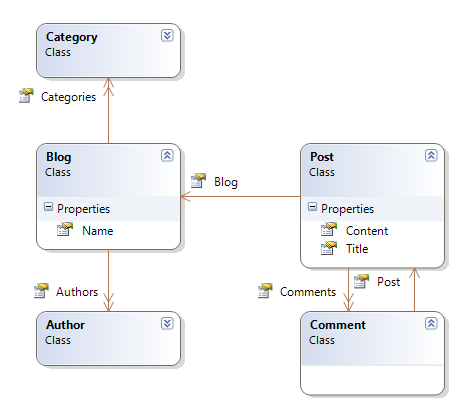 Category
Class
Categories
Blog
Class
Properties
Name
Blog
Post
Class
Properties
Content
Title
Authors
Comments
Post
Author
Class
Comment
Class